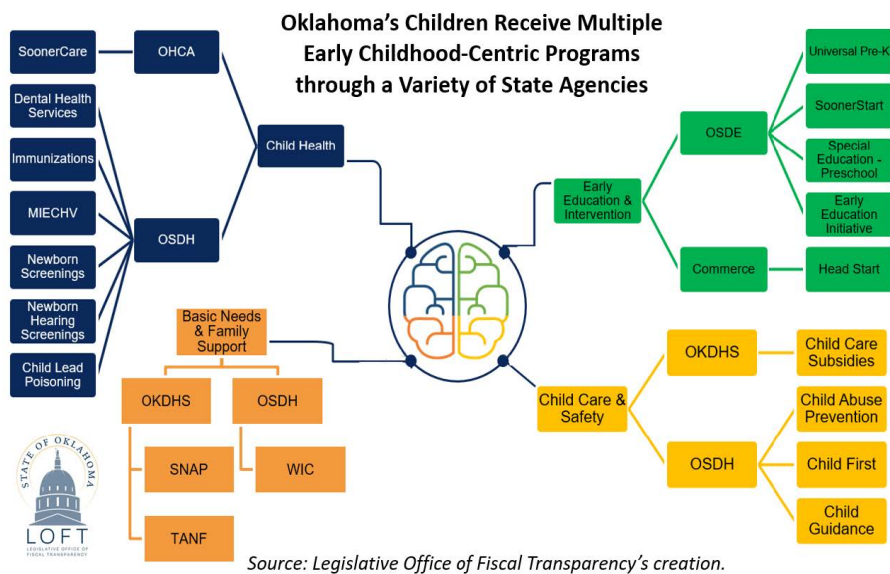 Oklahoma's Children Receive Multiple
Early Childhood-Centric Programs
through a Variety of State Agencies
SoonerCare
OHCA
Dental Health
Services
Immunizations
MIECHV
Newborn
Screenings
Newborn
Hearing
Screenings
Child Lead
Poisoning
OSDH
Child Health
Universal Pre-K
SoonerStart
Special
Education -
Preschool
Early
Education
Initiative
OSDE
Early
Education &
Intervention
Commerce
Head Start
Basic Needs
& Family
Support
OKDHS
OSDH
SNAP
WIC
TANF
Child Care &
Safety
OKDHS
Child Care
Subsidies
OSDH
Child Abuse
Prevention
Child First
Child
Guidance
STATE OF OKLAHOMA
LOFT
LEGISLATIVE OFFICE OF
FISCAL TRANSPARENCY
Source: Legislative Office of Fiscal Transparency's creation.